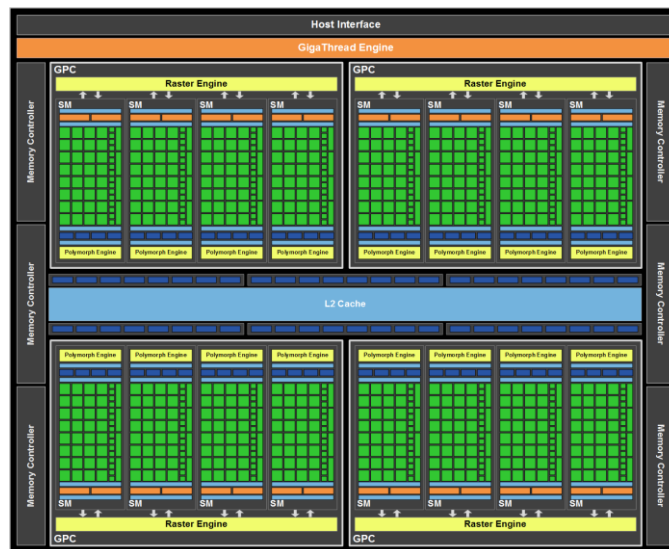 Host Interface
GigaThread Engine
Memory Controller
Memory Controller
Memory Controller
Memory Controller
Memory Controller
Memory Controller
GPC
Raster Engine
SM
SM
SM
SM
Polymorph Engine
Polymorph Engine
Polymorph Engine
Polymorph Engine
GPC
Raster Engine
SM
SM
SM
SM
Polymorph Engine
Polymorph Engine
Polymorph Engine
Polymorph Engine
L2 Cache
Polymorph Engine
Polymorph Engine
Polymorph Engine
Polymorph Engine
SM
SM
SM
SM
Raster Engine
GPC
Polymorph Engine
Polymorph Engine
Polymorph Engine
Polymorph Engine
SM
SM
SM
SM
Raster Engine
GPC